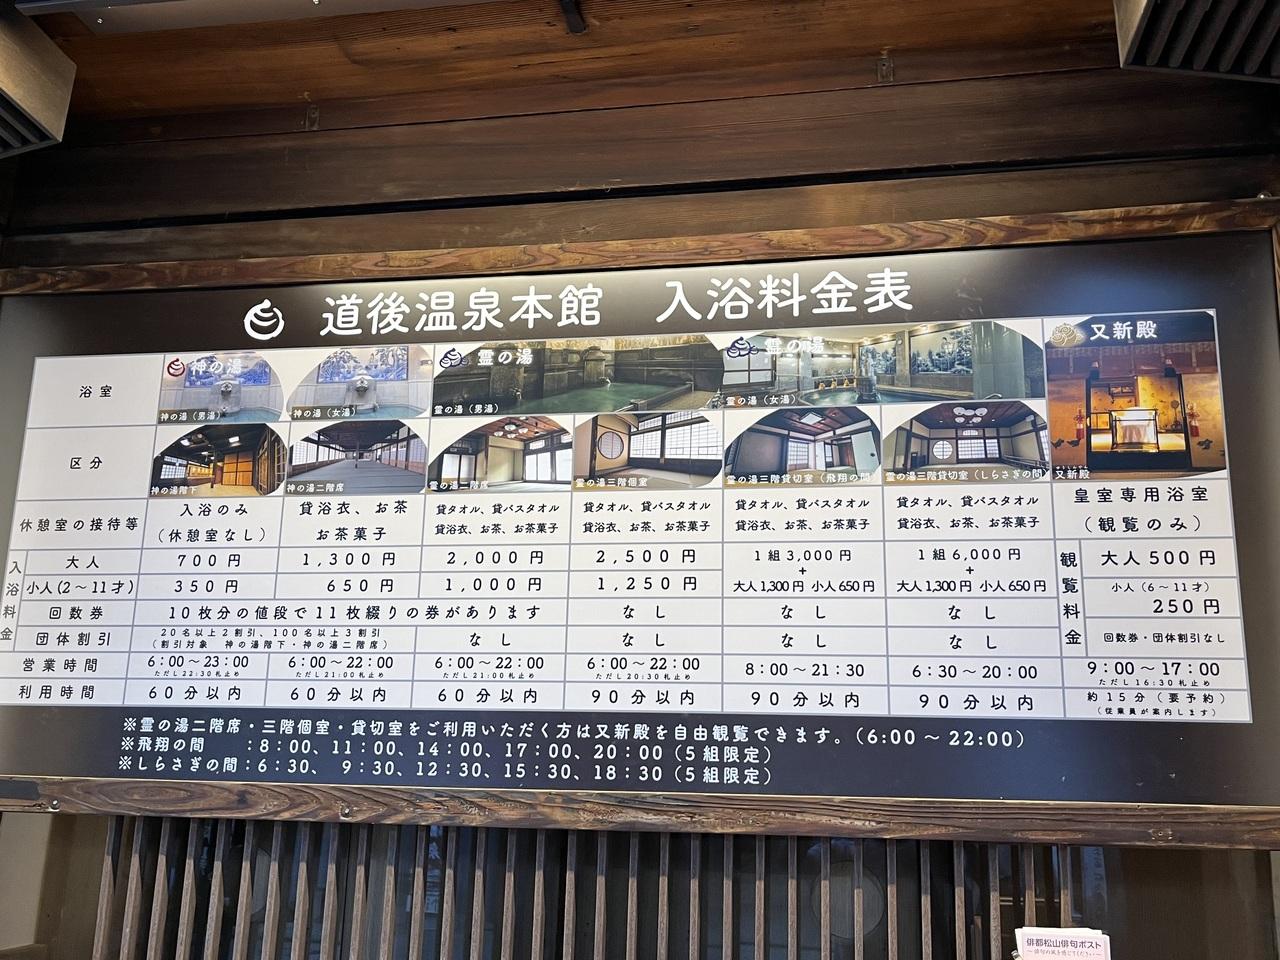 道後温泉本館 入浴料金表
浴室
神の湯
神の湯(男湯)
神の湯(女湯)
霊の湯
霊の湯(男湯)
霊の湯
霊の湯(女湯)
又新殿
区分
神の湯階下
神の湯二階席
霊の湯二階席
霊の湯三階個室
霊の湯三階貸切室(飛翔の間)
霊の湯三階貸切室(しらさぎの間)
又新殿
休憩室の接待等
入浴のみ
(休憩室なし)
貸浴衣、お茶
お茶菓子
貸タオル、貸バスタオル
貸浴衣、お茶、お茶菓子
貸タオル、貸バスタオル
貸浴衣、お茶、お茶菓子
貸タオル、貸バスタオル
貸浴衣、お茶、お茶菓子
貸タオル、貸バスタオル
貸浴衣、お茶、お茶菓子
皇室専用浴室
(観覧のみ)
入浴料金
大人
700円
1,300円
2,000円
2,500円
1組3,000円
+
大人1,300円 小人650円
1組6,000円
+
大人1,300円 小人650円
観覧料金
大人500円
小人(2～11才)
350円
650円
1,000円
1,250円
小人(6～11才)
250円
回数券
10枚分の値段で11枚綴りの券があります
なし
なし
なし
回数券・団体割引なし
団体割引
20名以上2割引、100名以上3割引
(割引対象 神の湯階下・神の湯二階席)
なし
なし
なし
なし
営業時間
6:00～23:00
ただし22:30札止め
6:00～22:00
ただし21:00札止め
6:00～22:00
ただし21:00札止め
6:00～22:00
ただし20:30札止め
8:00～21:30
6:30～20:00
9:00～17:00
ただし16:30札止め
利用時間
60分以内
60分以内
60分以内
90分以内
90分以内
90分以内
約15分(要予約)
(従業員が案内します)
※霊の湯二階席・三階個室・貸切室をご利用いただく方は又新殿を自由観覧できます。(6:00～22:00)
※飛翔の間 :8:00、11:00、14:00、17:00、20:00(5組限定)
※しらさぎの間:6:30、 9:30、12:30、15:30、18:30(5組限定)
俳都松山俳句ポスト